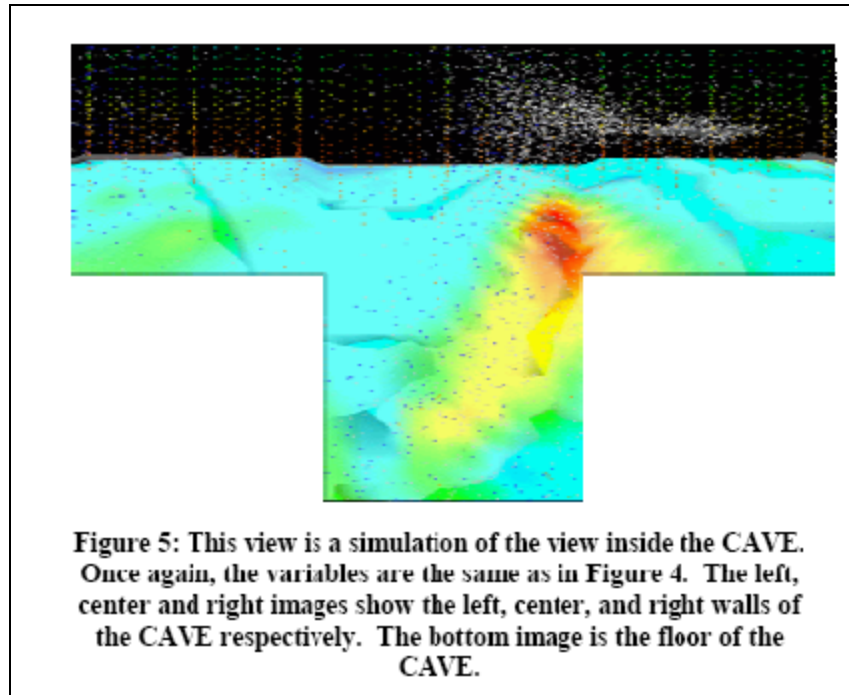 Figure 5: This view is a simulation of the view inside the CAVE.
Once again, the variables are the same as in Figure 4. The left,
center and right images show the left, center, and right walls of
the CAVE respectively. The bottom image is the floor of the
CAVE.